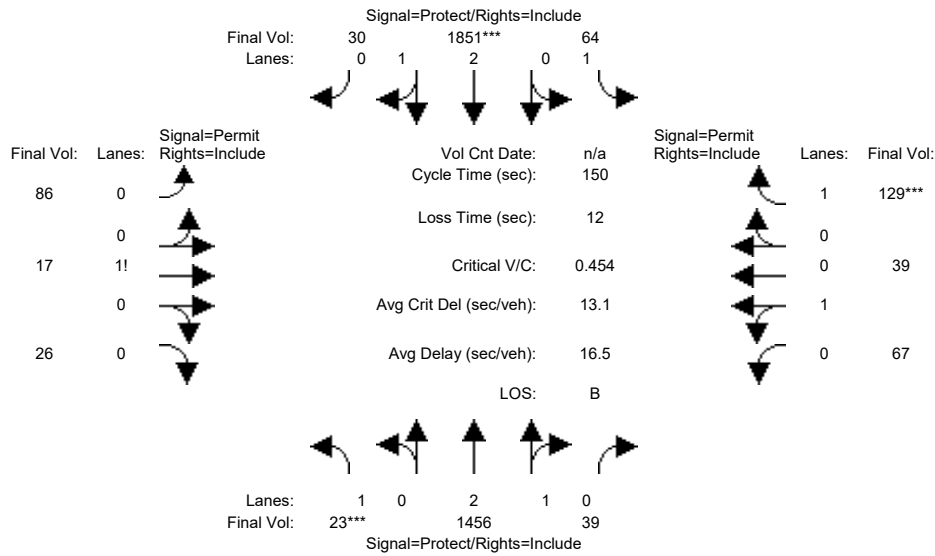 Signal=Protect/Rights=Include
Final Vol: 30 1851*** 64
Lanes: 0 1 2 0 1
Signal=Permit
Final Vol: Lanes: Rights=Include
Vol Cnt Date: n/a
Signal=Permit
Rights=Include Lanes: Final Vol:
86 0
Cycle Time (sec): 150
1 129***
Loss Time (sec): 12
0
0
17 1!
Critical V/C: 0.454
0 39
0
Avg Crit Del (sec/veh): 13.1
1
26 0
Avg Delay (sec/veh): 16.5
0 67
LOS: B
Lanes: 1 0 2 1 0
Final Vol: 23*** 1456 39
Signal=Protect/Rights=Include